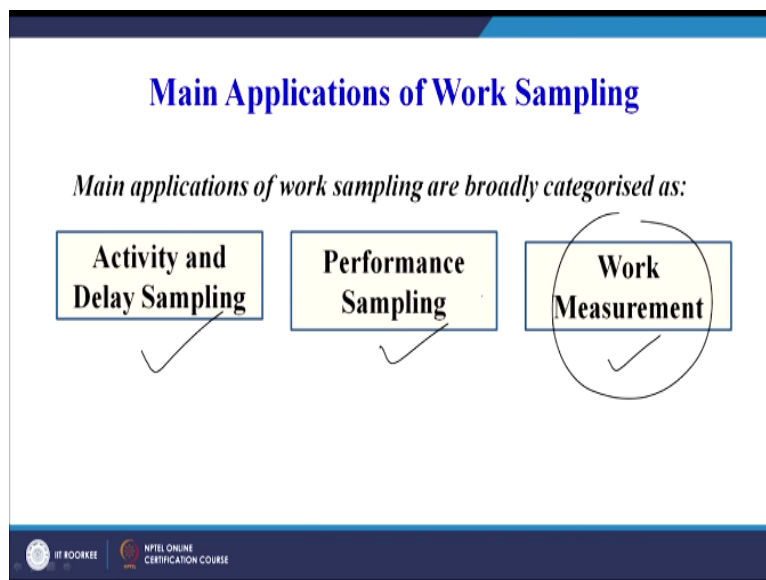 Main Applications of Work Sampling
Main applications of work sampling are broadly categorised as:
Activity and
Delay Sampling
Performance
Sampling
Work
Measurement
IIT ROORKEE
NPTEL ONLINE
CERTIFICATION COURSE